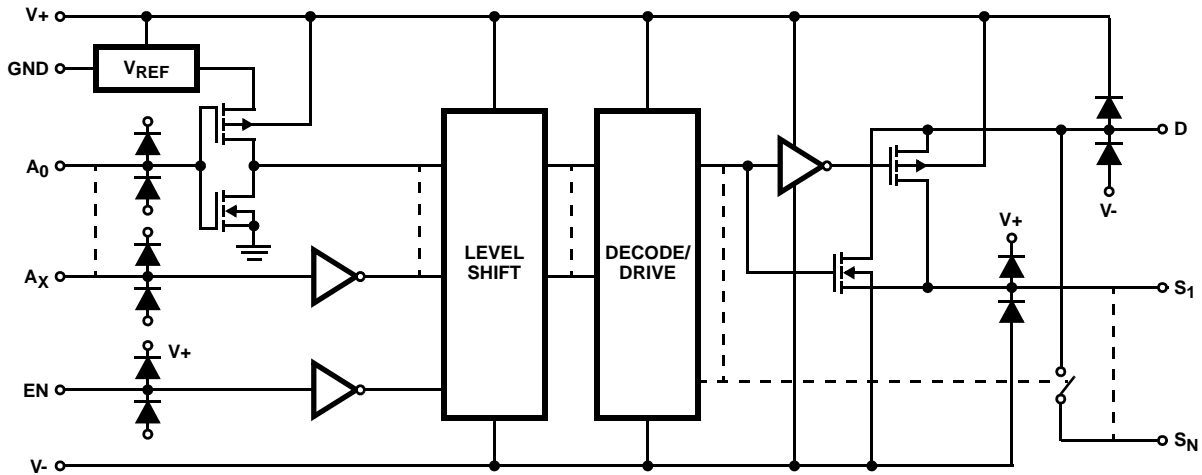 V+
GND
VREF
A0
AX
V+
EN
V-
LEVEL
SHIFT
DECODE/
DRIVE
D
V-
V+
S1
SN